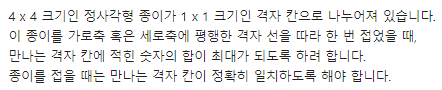 4 x 4 크기인 정사각형 종이가 1 x 1 크기인 격자 칸으로 나누어져 있습니다.
이 종이를 가로축 혹은 세로축에 평행한 격자 선을 따라 한 번 접었을 때,
만나는 격자 칸에 적힌 숫자의 합이 최대가 되도록 하려 합니다.
종이를 접을 때는 만나는 격자 칸이 정확히 일치하도록 해야 합니다.